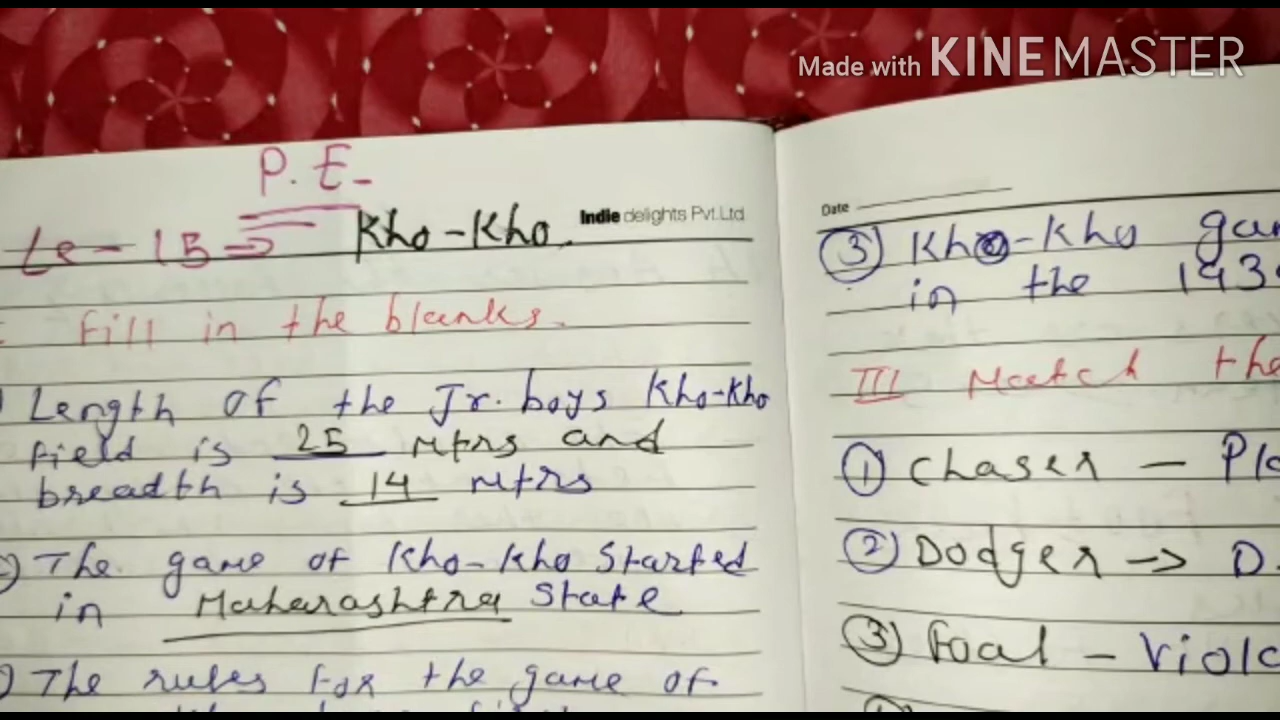 Made with KINEMASTER
P.E-
Le-15 => Kho-Kho.
Indie delights Pvt.Ltd
Fill in the blanks.
Length of the Jr. boys Kho-Kho
field is 25 mtrs and
breadth is 14 mtrs
The game of Kho-Kho Started
in Maharashtra State
The rules for the game of
Date
③ Kho-Kho
in the 193
III Match the
① Chaser -
② Dodger -> D.
③ Foal -